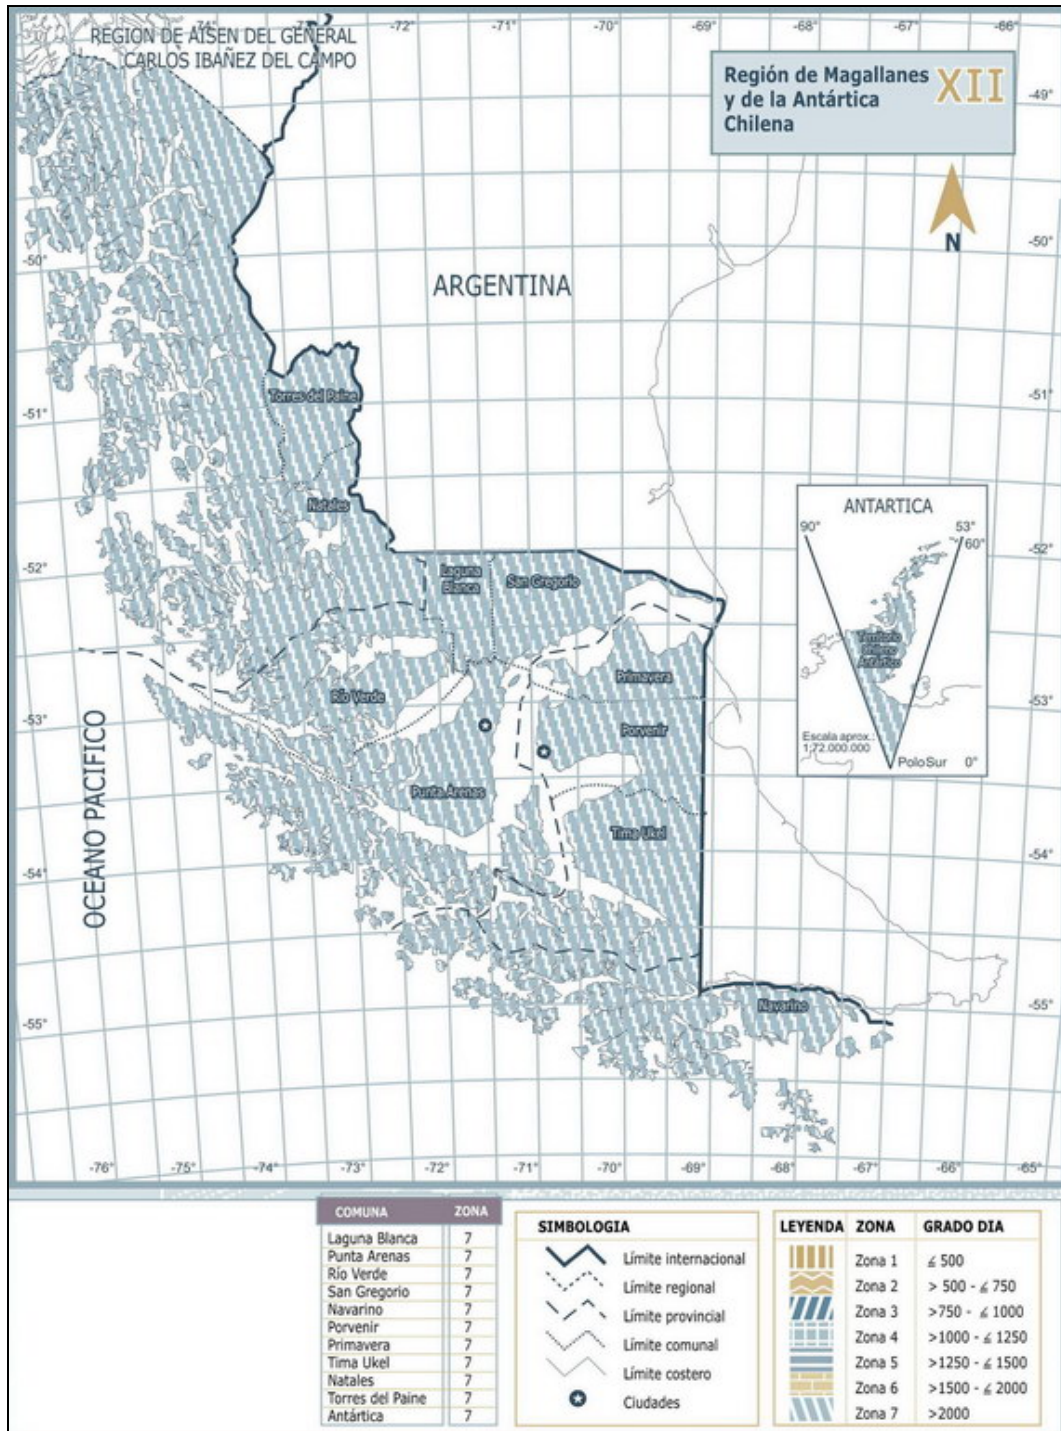 -74°
-73°
-72°
-71°
-70°
-69°
-68°
-67°
-66°
REGION DE AISEN DEL GENERAL
CARLOS IBAÑEZ DEL CAMPO
Región de Magallanes
y de la Antártica
Chilena
XII
-49°
N
-50°
-50°
ARGENTINA
Torres del Paine
-51°
-51°
Natales
ANTARTICA
90°
53°
60°
-52°
-52°
Laguna
Blanca
San Gregorio
Territorio
Chileno
Antártico
Primavera
Río Verde
-53°
-53°
Porvenir
Escala aprox.:
1:72.000.000
PoloSur
0°
OCEANO PACIFICO
Punta Arenas
Tima Ukel
-54°
-54°
Navarino
-55°
-55°
-76°
-75°
-74°
-73°
-72°
-71°
-70°
-69°
-68°
-67°
-66°
-65°
COMUNA ZONA
Laguna Blanca 7
Punta Arenas 7
Río Verde 7
San Gregorio 7
Navarino 7
Porvenir 7
Primavera 7
Tima Ukel 7
Natales 7
Torres del Paine 7
Antártica 7
SIMBOLOGIA
Límite internacional
Límite regional
Límite provincial
Límite comunal
Límite costero
Ciudades
LEYENDA ZONA GRADO DIA
Zona 1 ≤ 500
Zona 2 > 500 - ≤ 750
Zona 3 >750 - ≤ 1000
Zona 4 >1000 - ≤ 1250
Zona 5 >1250 - ≤ 1500
Zona 6 >1500 - ≤ 2000
Zona 7 >2000